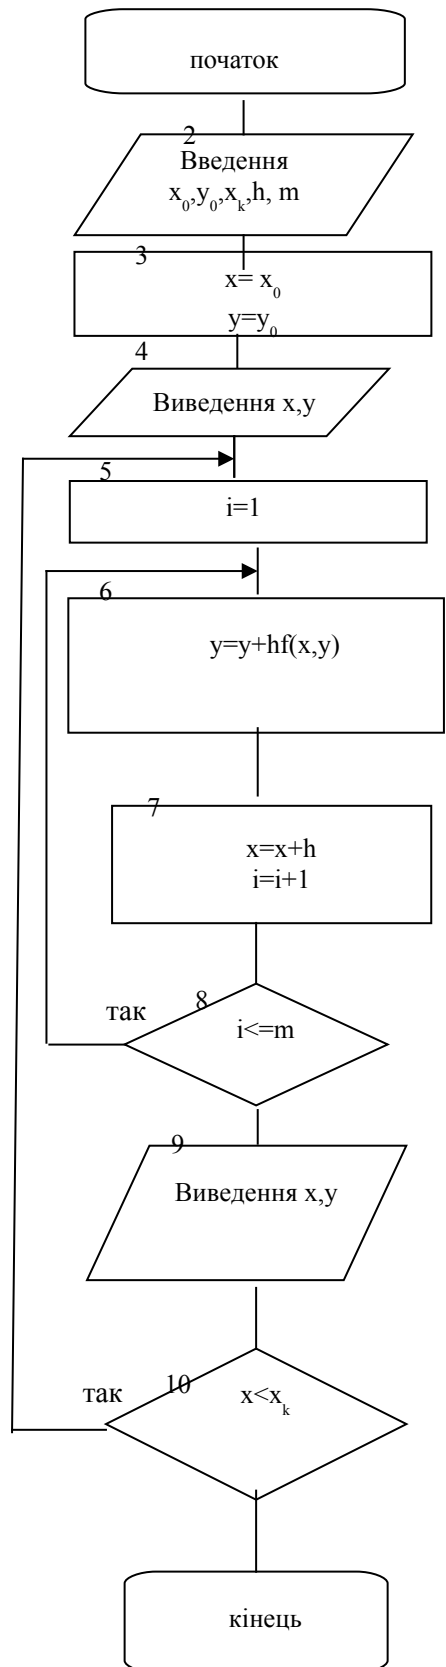 початок
2
Введення
x₀,y₀,xₖ,h, m
3
x= x₀
y=y₀
4
Виведення x,y
5
i=1
6
y=y+hf(x,y)
7
x=x+h
i=i+1
8
так
i<=m
9
Виведення x,y
10
так
x<xₖ
кінець